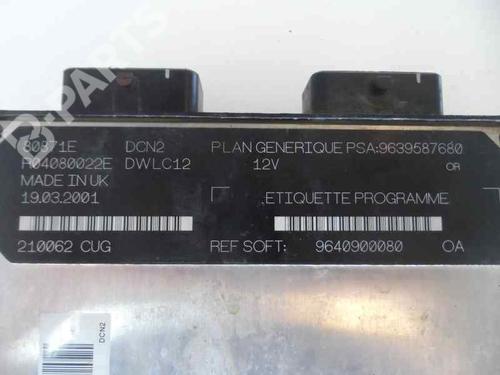 80871E DCN2 PLAN GENERIQUE PSA:9639587680
R04080022E DWLC12 12V OR
MADE IN UK
19.03.2001 ETIQUETTE PROGRAMME
210062 CUG REF SOFT: 9640900080 OA
DCN2
B-PARTS